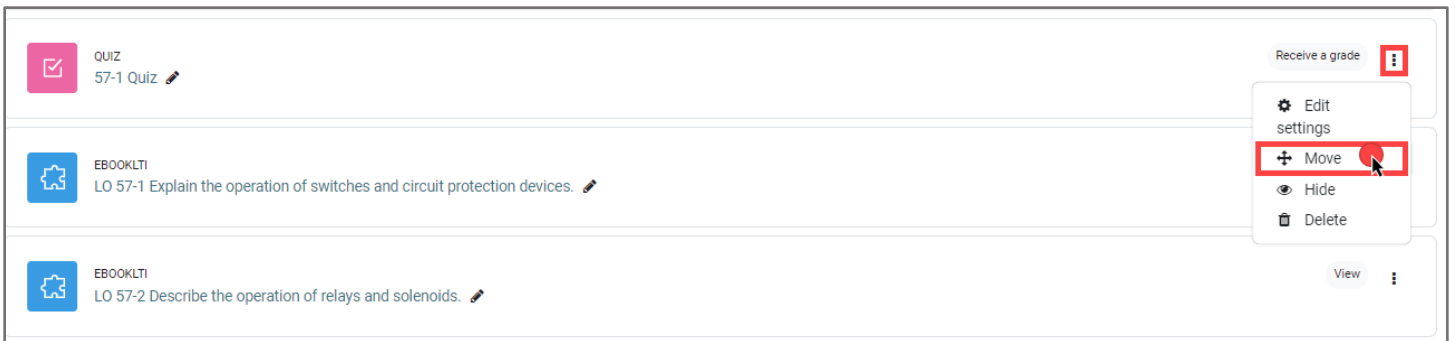 QUIZ
57-1 Quiz
Receive a grade
Edit
settings
Move
Hide
Delete
EBOOKLTI
LO 57-1 Explain the operation of switches and circuit protection devices.
EBOOKLTI
LO 57-2 Describe the operation of relays and solenoids.
View